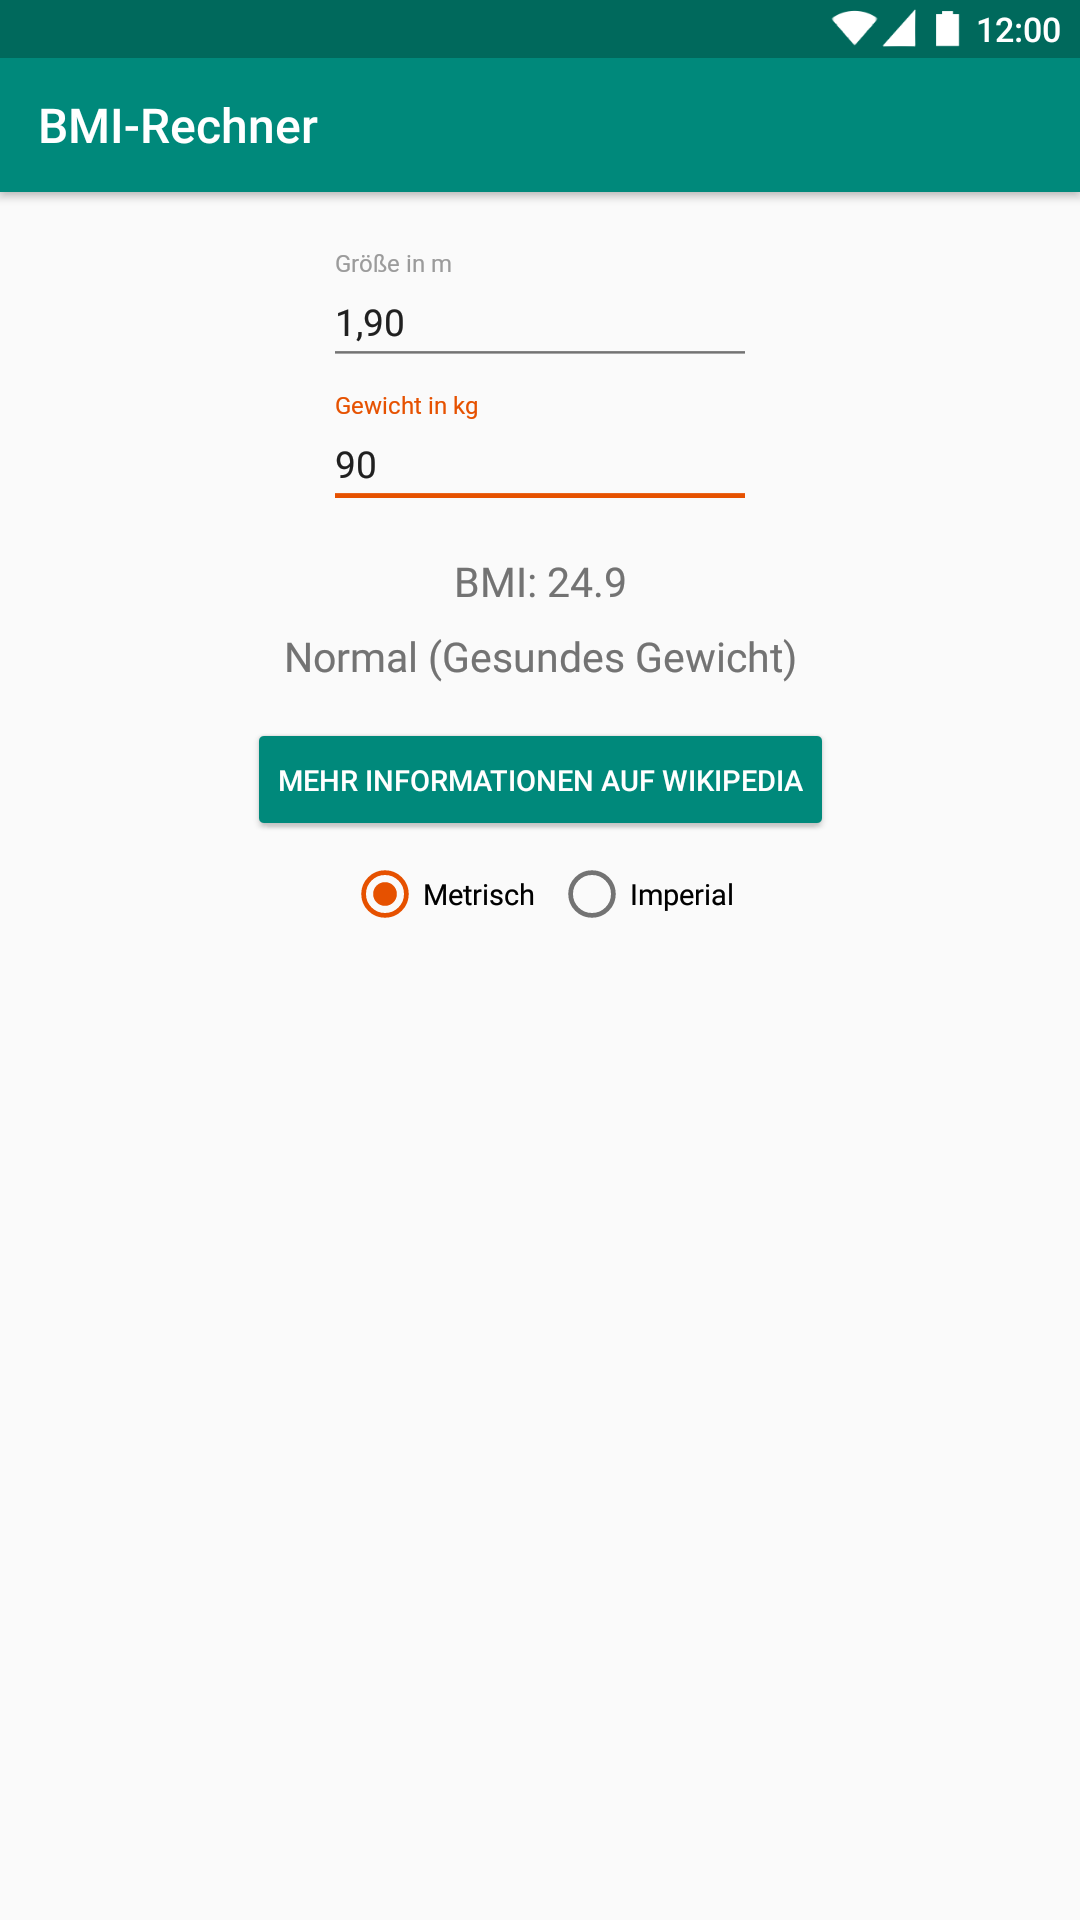 12:00
BMI-Rechner
Größe in m
1,90
Gewicht in kg
90
BMI: 24.9
Normal (Gesundes Gewicht)
MEHR INFORMATIONEN AUF WIKIPEDIA
Metrisch Imperial